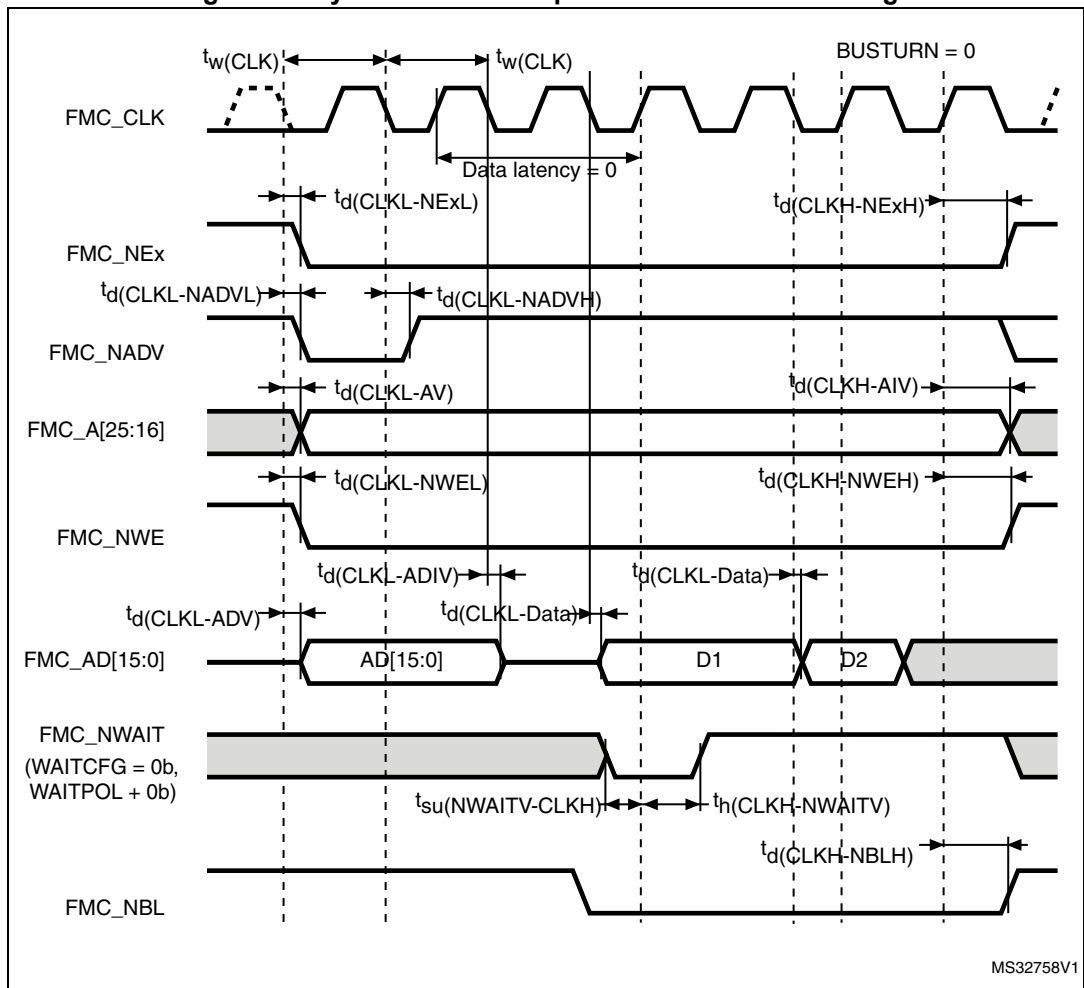 tw(CLK)
tw(CLK)
BUSTURN = 0
FMC_CLK
Data latency = 0
td(CLKL-NExL)
td(CLKH-NExH)
FMC_NEx
td(CLKL-NADVL)
td(CLKL-NADVH)
FMC_NADV
td(CLKL-AV)
td(CLKH-AIV)
FMC_A[25:16]
td(CLKL-NWEL)
td(CLKH-NWEH)
FMC_NWE
td(CLKL-ADIV)
td(CLKL-Data)
td(CLKL-ADV)
td(CLKL-Data)
FMC_AD[15:0]
AD[15:0]
D1
D2
FMC_NWAIT
(WAITCFG = 0b,
WAITPOL + 0b)
tsu(NWAITV-CLKH)
th(CLKH-NWAITV)
td(CLKH-NBLH)
FMC_NBL
MS32758V1